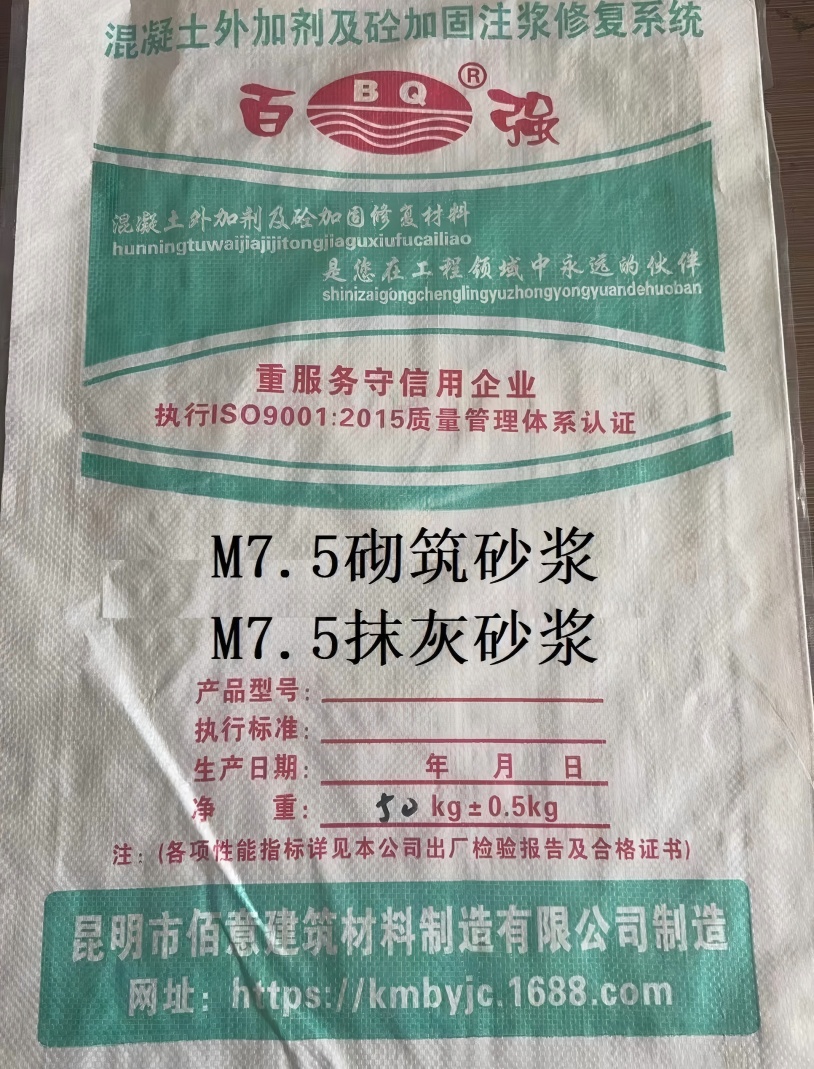 混凝土外加剂及砼加固注浆修复系统
百 BQ ® 强
混凝土外加剂及砼加固修复材料
hunningtuwaijiajijitongjiaguxiufucailiao
是您在工程领域中永远的伙伴
shinizaigongchenglingyuzhongyongyuandehuoban
重服务守信用企业
执行ISO9001:2015质量管理体系认证
M7.5砌筑砂浆
M7.5抹灰砂浆
产品型号:
执行标准:
生产日期: 年 月 日
净 重: 50 kg±0.5kg
注:(各项性能指标详见本公司出厂检验报告及合格证书)
昆明市佰意建筑材料制造有限公司制造
网址:https://kmbyjc.1688.com